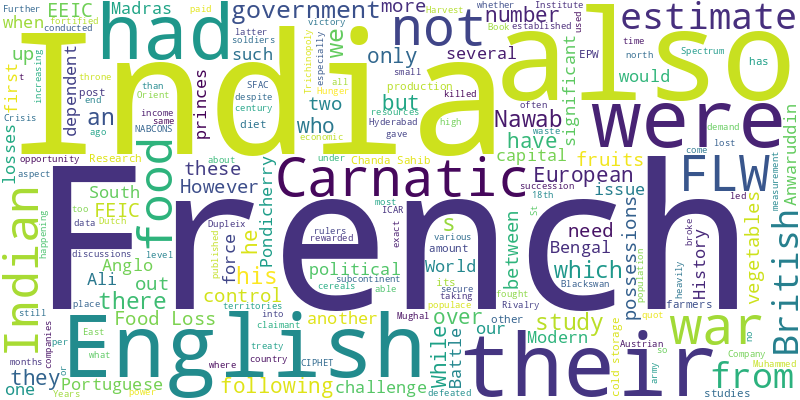 India
also
French
had
not
were
Carnatic
FLW
English
their
war
from
food
Indian
British
government
estimate
number
EEIC
Madras
when
up
first
an
dependent
post
end
ago
princes
such
only
several
we
two
but
who
diet
more
Nawab
have
capital
significant
would
European
fruits
issue
need
Bengal
which
possessions
History
vegetables
Anwaruddin
farmers
losses
opportunity
Research
South
FEIC
However
these
about
Ali
out
there
Anglo
his
he
force
Pondicherry
political
control
World
between
another
over
our
study
Modern
While
Battle
following
challenge
Food Loss
Portuguese
they
one
Further
fortified
paid
conducted
increasing
throne
Orient
Crisis
NABCONS
than
income
same
SFAC
despite
century
whether
latter
soldiers
especially
victory
Trichinopoly
all
small
Hunger
economic
production
resources
Hyderabad
gave
killed
high
Harvest
Institute
Book
established
used
EPW
Spectrum
north
time
has
often
waste
demand
come
lost
measurement
led
18th
succession
Chanda Sahib
under
most
ICAR
exact
various
amount
its
secure
taking
rulers
rewarded
subcontinent
cereals
able
populace
fought
Rivalry
Blackswan
St
broke
heavily
population
quot
cold storage
Austrian
army
so
no
Company
Muhammed
studies
other
defeated
treaty
country
CIPHET
claimant
into
territories
Mughal
where
Dupleix
published
Dutch
data
too
discussions
level
place
aspect
happening
still
months
companies
per
or
East
what
Years
power
s
t